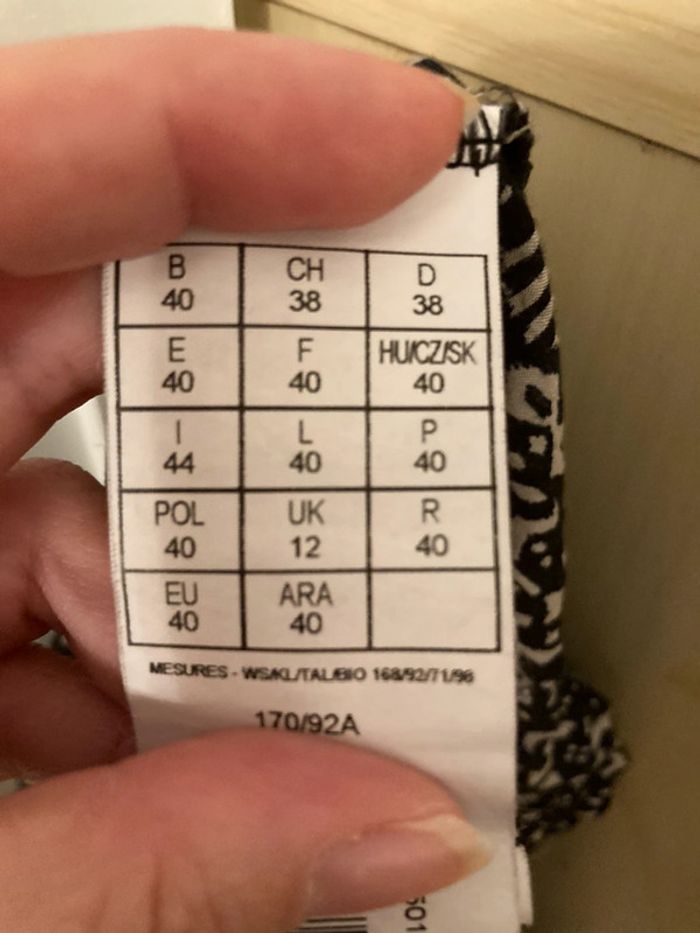 B CH D
40 38 38
E F HU/CZ/SK
40 40 40
I L P
44 40 40
POL UK R
40 12 40
EU ARA
40 40
MESURES - WS/KL/TAL/BIO 168/92/71/98
170/92A